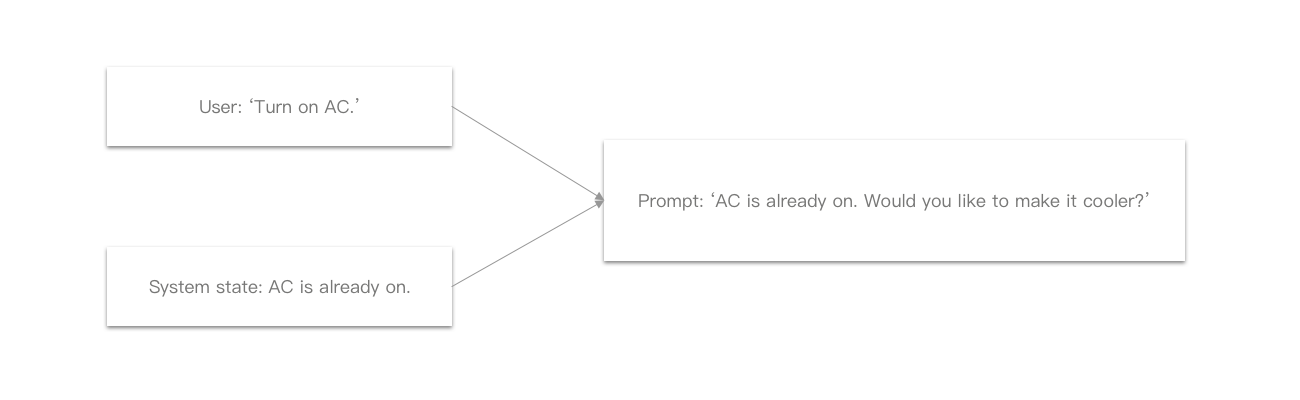 User: ‘Turn on AC.’
System state: AC is already on.
Prompt: ‘AC is already on. Would you like to make it cooler?’